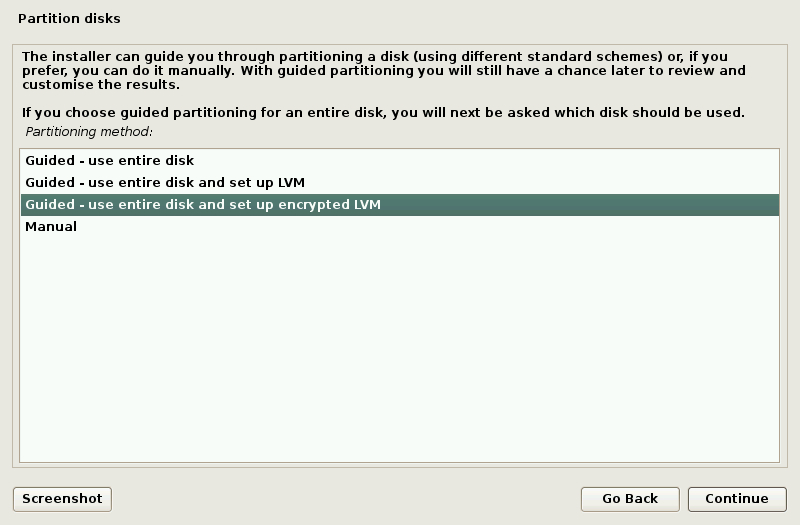 Partition disks
The installer can guide you through partitioning a disk (using different standard schemes) or, if you
prefer, you can do it manually. With guided partitioning you will still have a chance later to review and
customise the results.
If you choose guided partitioning for an entire disk, you will next be asked which disk should be used.
Partitioning method:
Guided - use entire disk
Guided - use entire disk and set up LVM
Guided - use entire disk and set up encrypted LVM
Manual
Screenshot
Go Back
Continue